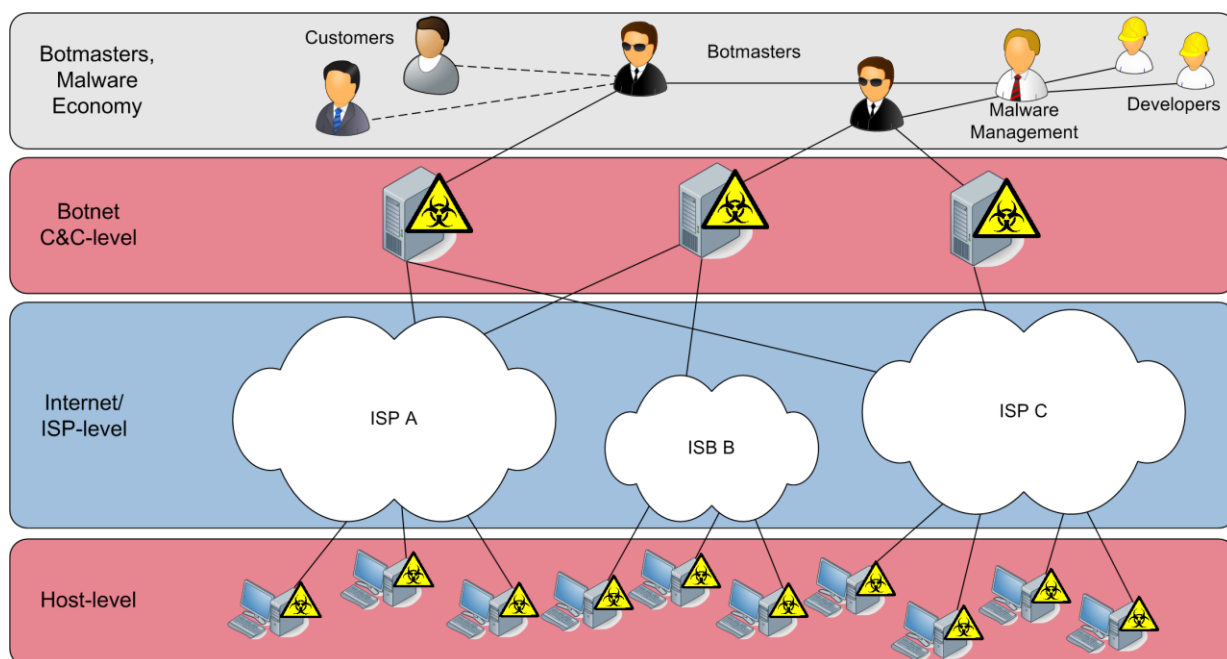 Botmasters,
Malware
Economy
Customers
Botmasters
Malware
Management
Developers
Botnet
C&C-level
Internet/
ISP-level
ISP A
ISB B
ISP C
Host-level